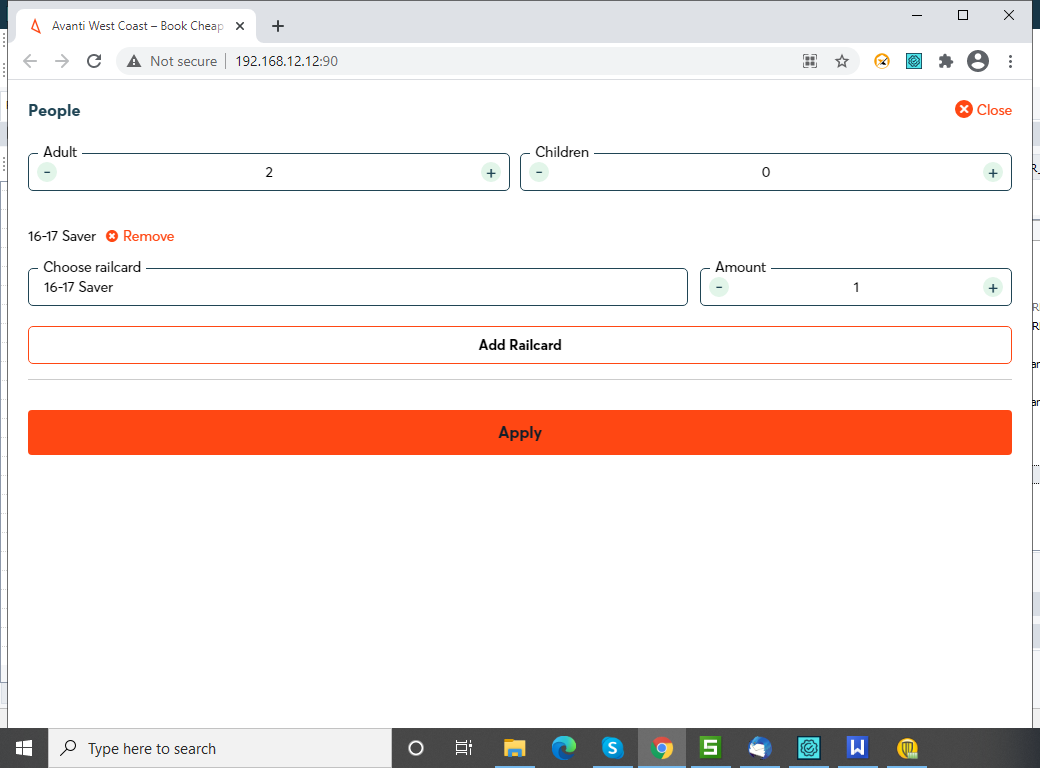 Avanti West Coast – Book Cheap
Not secure
192.168.12.12:90
People
Close
Adult
Children
- 2 +
- 0 +
16-17 Saver Remove
Choose railcard
Amount
16-17 Saver
- 1 +
Add Railcard
Apply
Type here to search